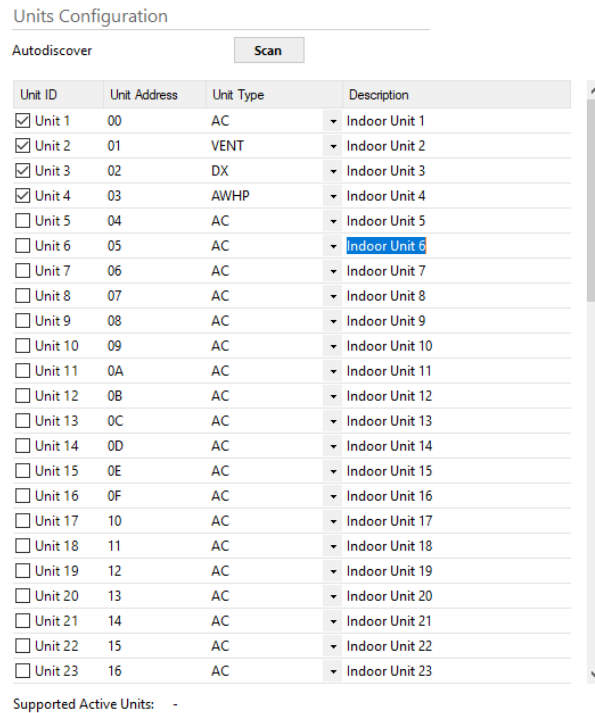 Units Configuration
Autodiscover Scan
Unit ID Unit Address Unit Type Description
Unit 1 00 AC Indoor Unit 1
Unit 2 01 VENT Indoor Unit 2
Unit 3 02 DX Indoor Unit 3
Unit 4 03 AWHP Indoor Unit 4
Unit 5 04 AC Indoor Unit 5
Unit 6 05 AC Indoor Unit 6
Unit 7 06 AC Indoor Unit 7
Unit 8 07 AC Indoor Unit 8
Unit 9 08 AC Indoor Unit 9
Unit 10 09 AC Indoor Unit 10
Unit 11 0A AC Indoor Unit 11
Unit 12 0B AC Indoor Unit 12
Unit 13 0C AC Indoor Unit 13
Unit 14 0D AC Indoor Unit 14
Unit 15 0E AC Indoor Unit 15
Unit 16 0F AC Indoor Unit 16
Unit 17 10 AC Indoor Unit 17
Unit 18 11 AC Indoor Unit 18
Unit 19 12 AC Indoor Unit 19
Unit 20 13 AC Indoor Unit 20
Unit 21 14 AC Indoor Unit 21
Unit 22 15 AC Indoor Unit 22
Unit 23 16 AC Indoor Unit 23
Supported Active Units: -